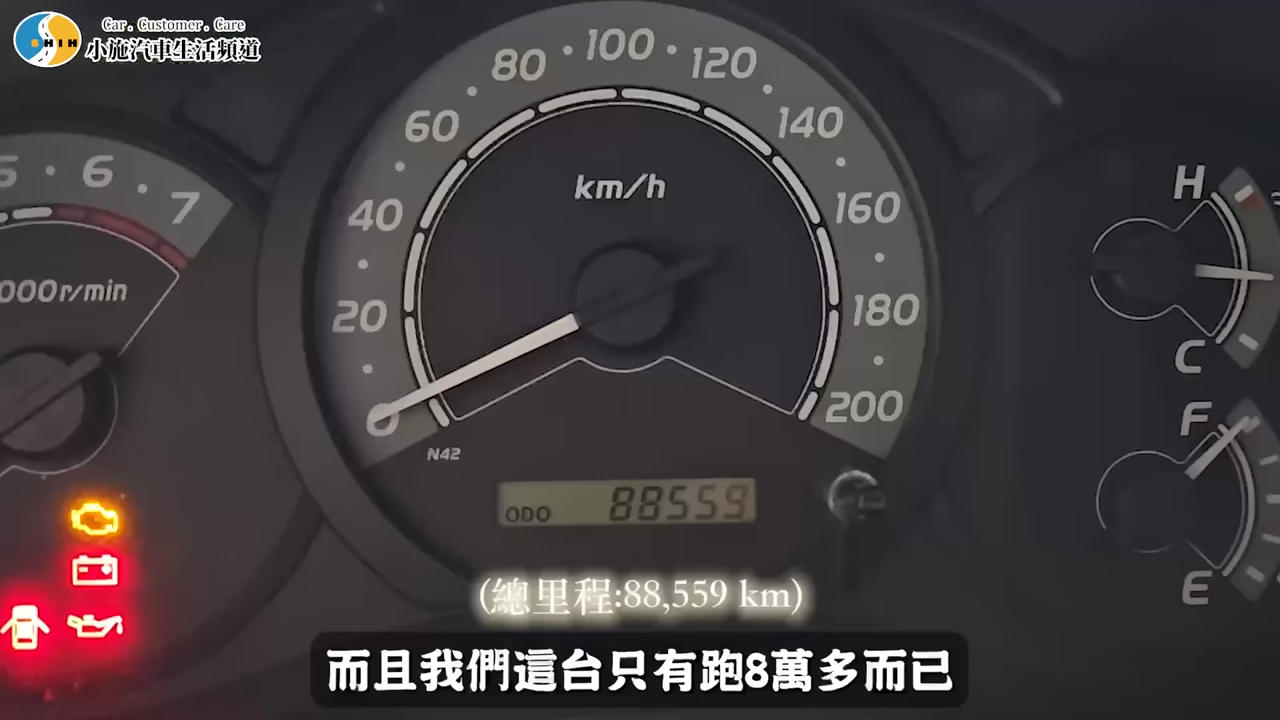 Car. Customer. Care
SHIH
小施汽車生活頻道
80
100
120
60
140
40
160
20
180
0
200
km/h
5
6
7
000r/min
N42
ODO 88559
H
C
F
E
(總里程:88,559 km)
而且我們這台只有跑8萬多而已